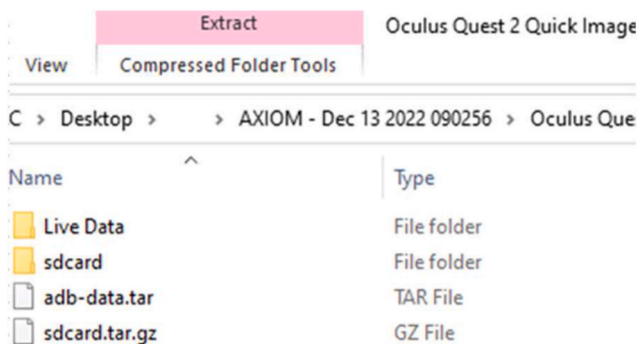 Extract Oculus Quest 2 Quick Image
View Compressed Folder Tools
C > Desktop > > AXIOM - Dec 13 2022 090256 > Oculus Que
Name Type
Live Data File folder
sdcard File folder
adb-data.tar TAR File
sdcard.tar.gz GZ File